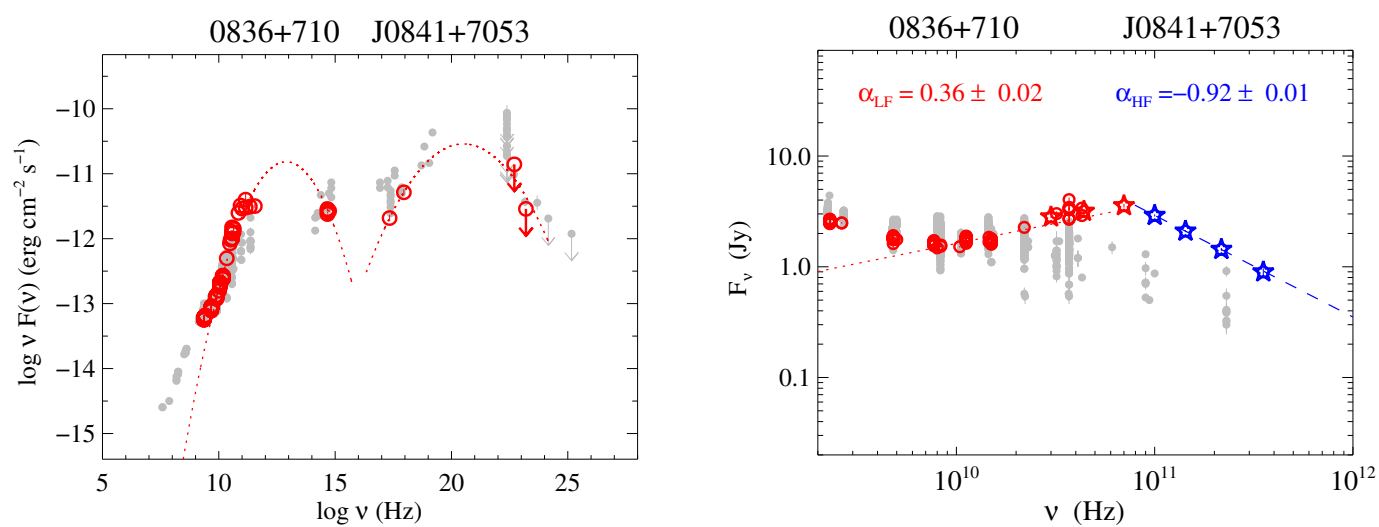 0836+710 J0841+7053
−10
−11
−12
−13
−14
−15
log ν F(ν) (erg cm⁻² s⁻¹)
5 10 15 20 25
log ν (Hz)
0836+710 J0841+7053
α_LF = 0.36 ± 0.02 α_HF =−0.92 ± 0.01
10.0
1.0
0.1
F_ν (Jy)
10¹⁰ 10¹¹ 10¹²
ν (Hz)